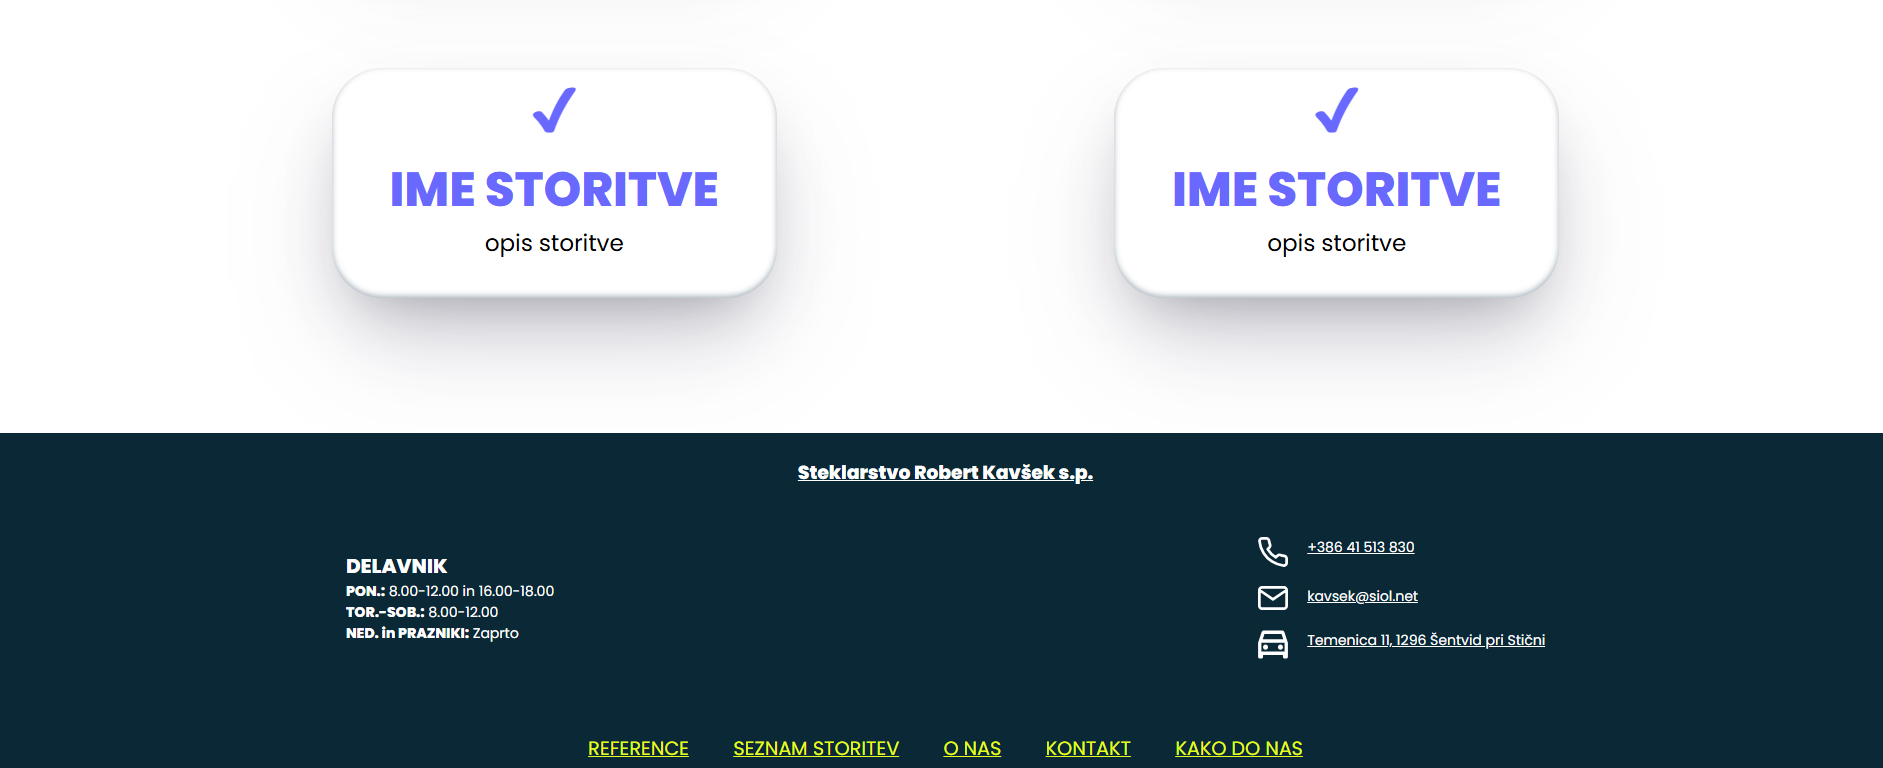 IME STORITVE
opis storitve
IME STORITVE
opis storitve
Steklarstvo Robert Kavšek s.p.
DELAVNIK
PON.: 8.00-12.00 in 16.00-18.00
TOR.-SOB.: 8.00-12.00
NED. in PRAZNIKI: Zaprto
+386 41 513 830
kavsek@siol.net
Temenica 11, 1296 Šentvid pri Stični
REFERENCE SEZNAM STORITEV O NAS KONTAKT KAKO DO NAS